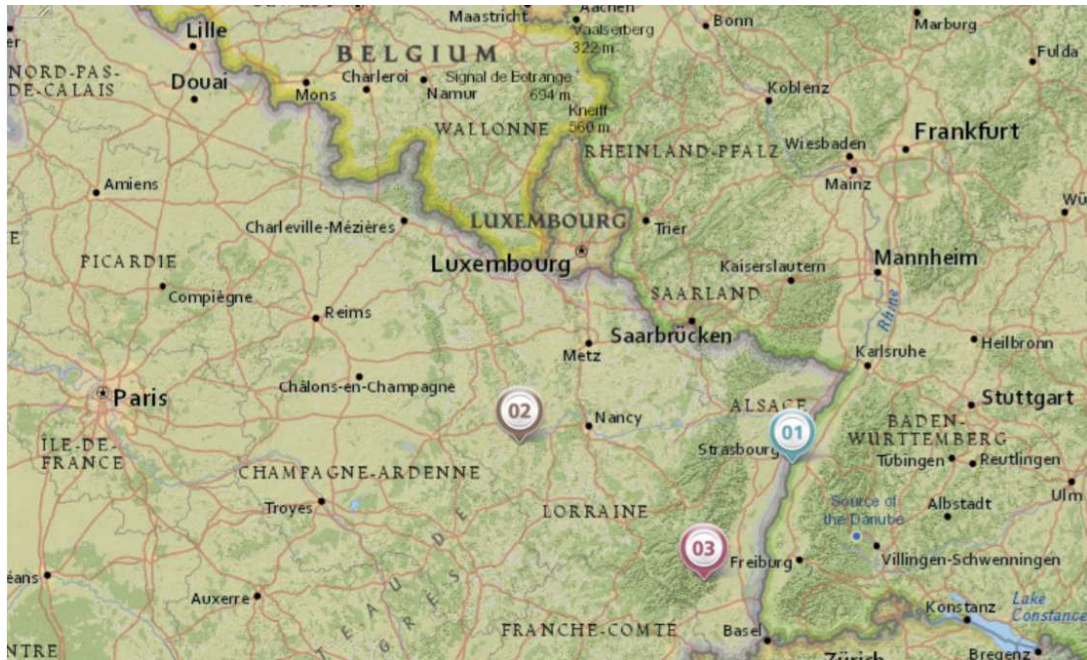 Maastricht
Aachen
Vaalserberg
322 m
Bonn
Marburg
Lille
Fulda
BELGIUM
NORD-PAS-
DE-CALAIS
Douai
Charleroi
Signal de Botrange
694 m
Mons
Namur
Koblenz
Kneiff
560 m
WALLONNE
Frankfurt
RHEINLAND-PFALZ
Wiesbaden
Mainz
Amiens
LUXEMBOURG
Charleville-Mézières
Trier
PICARDIE
Luxembourg
Kaiserslautern
Mannheim
Compiègne
SAARLAND
Rhine
Reims
Saarbrücken
Heilbronn
Metz
Karlsruhe
Châlons-en-Champagne
Paris
02
Nancy
ALSACE
01
Stuttgart
BADEN-
WÜRTTEMBERG
ÎLE-DE-
FRANCE
Strasbourg
Tübingen
Reutlingen
CHAMPAGNE-ARDENNE
Ulm
Troyes
LORRAINE
Source of
the Danube
Albstadt
03
Freiburg
Villingen-Schwenningen
Auxerre
Konstanz
Lake
Constance
FRANCHE-COMTÉ
Basel
Zürich
Bregenz